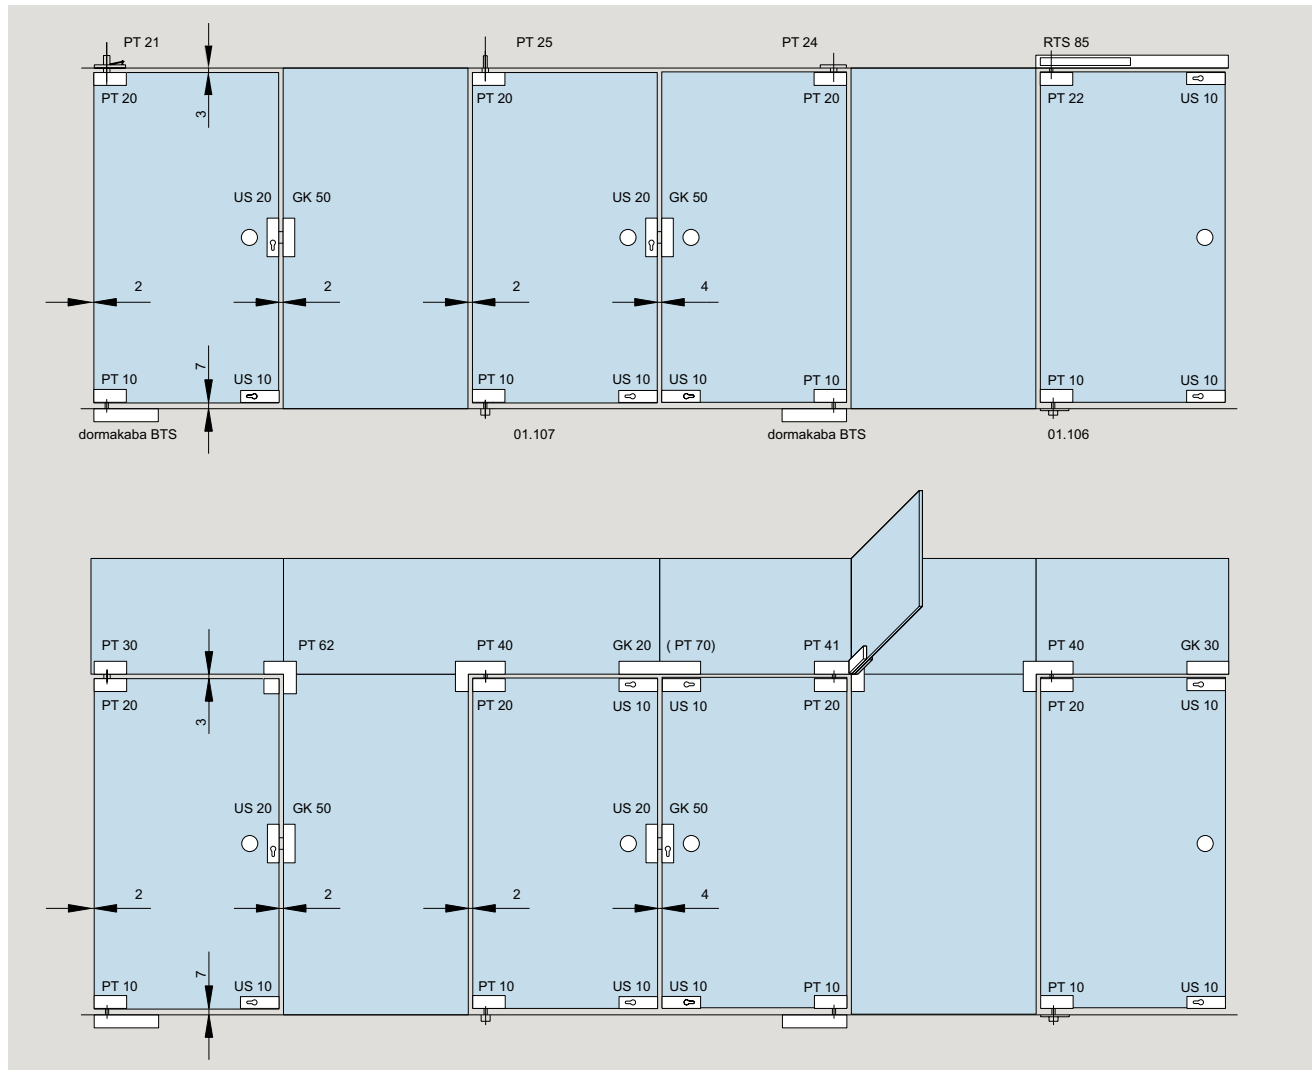 PT 21 PT 25 PT 24 RTS 85
PT 20 PT 20 PT 20 PT 22 US 10
3
US 20 GK 50 US 20 GK 50
2 2 2 4
7
PT 10 US 10 PT 10 US 10 US 10 PT 10 PT 10 US 10
dormakaba BTS 01.107 dormakaba BTS 01.106
PT 30 PT 62 PT 40 GK 20 ( PT 70) PT 41 PT 40 GK 30
PT 20 PT 20 US 10 US 10 PT 20 PT 20 US 10
3
US 20 GK 50 US 20 GK 50
2 2 2 4
7
PT 10 US 10 PT 10 US 10 US 10 PT 10 PT 10 US 10